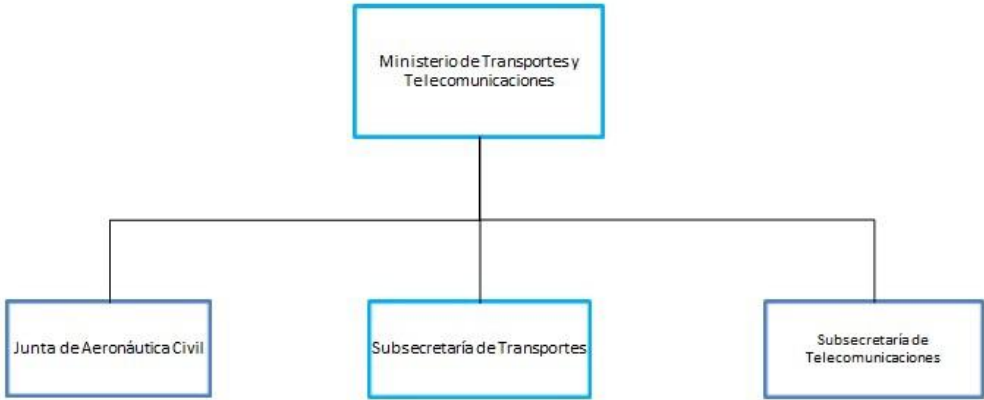 Ministerio de Transportes y
Telecomunicaciones
Junta de Aeronáutica Civil
Subsecretaría de Transportes
Subsecretaría de
Telecomunicaciones